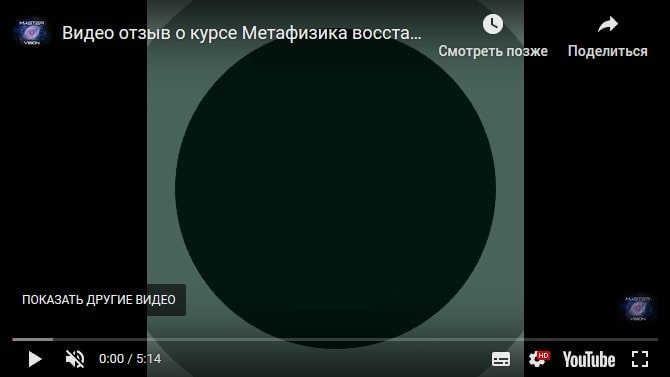 MASTER
VISION
Видео отзыв о курсе Метафизика восста...
Смотреть позже
Поделиться
ПОКАЗАТЬ ДРУГИЕ ВИДЕО
MASTER
VISION
0:00 / 5:14
HD
YouTube